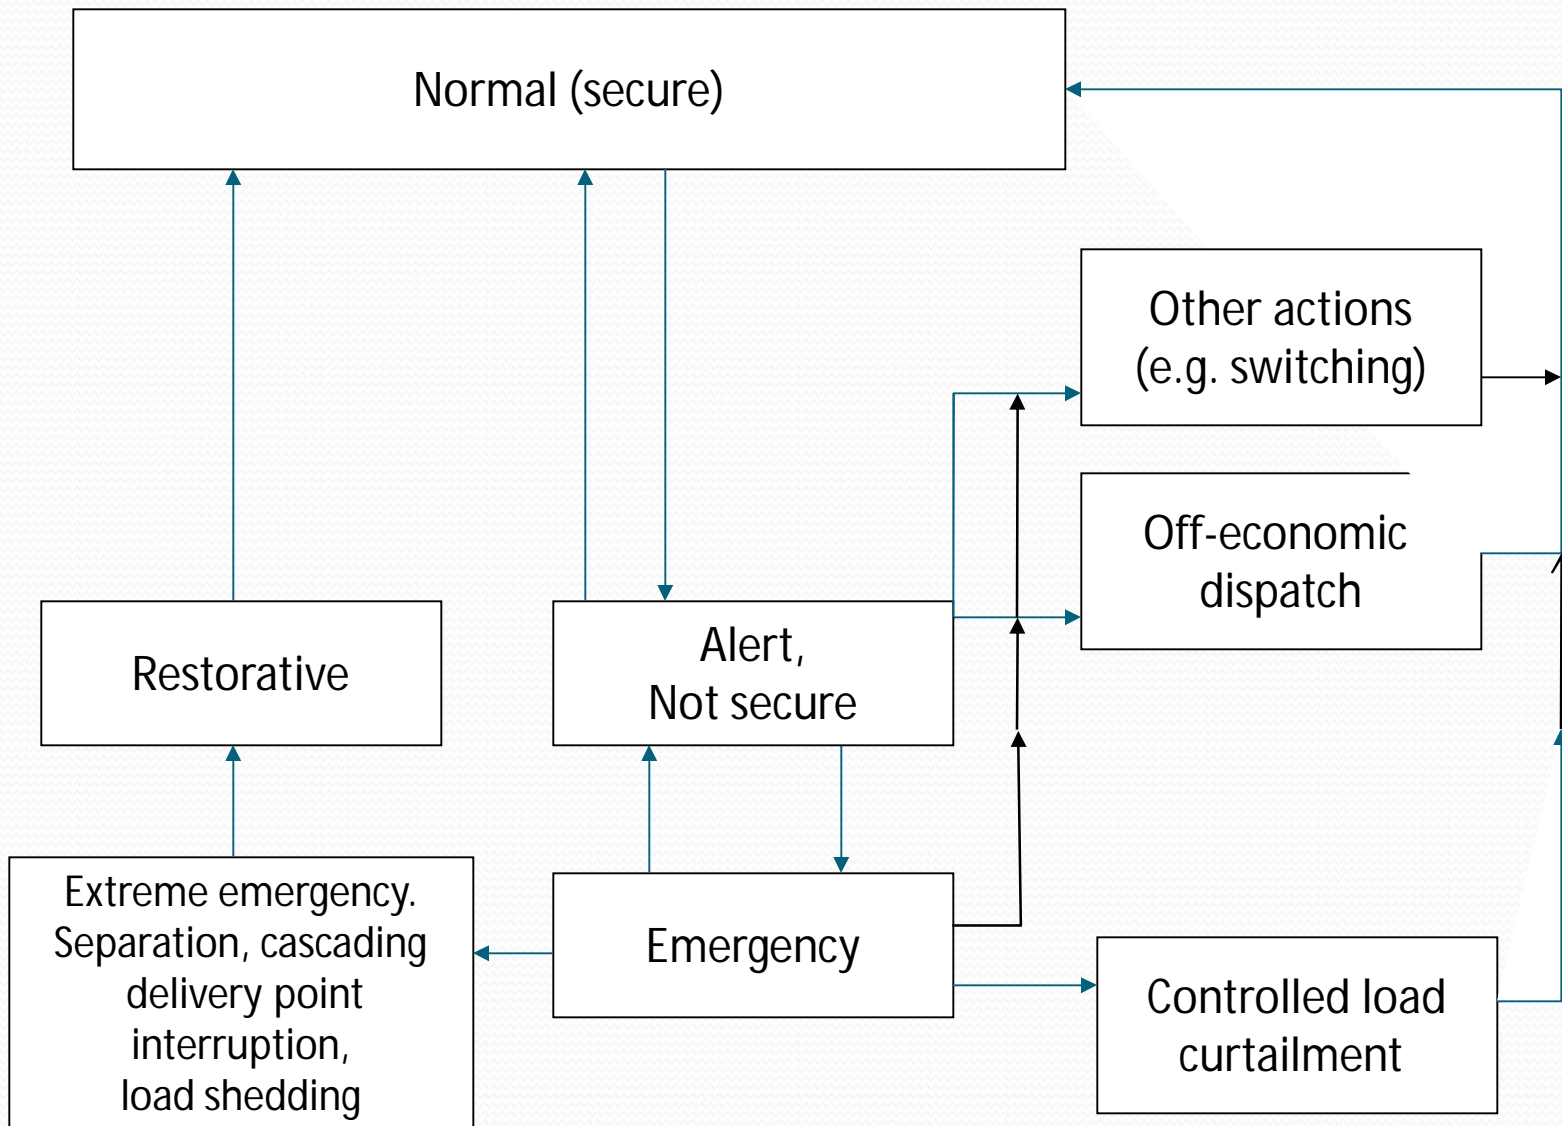 Normal (secure)
Other actions
(e.g. switching)
Off-economic
dispatch
Restorative
Alert,
Not secure
Extreme emergency.
Separation, cascading
delivery point
interruption,
load shedding
Emergency
Controlled load
curtailment